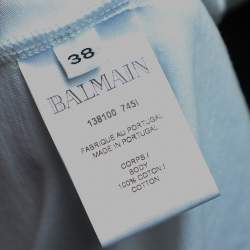 38
BALMAIN
138100 745I
FABRIQUE AU PORTUGAL
MADE IN PORTUGAL
CORPS /
BODY
100% COTON /
COTTON